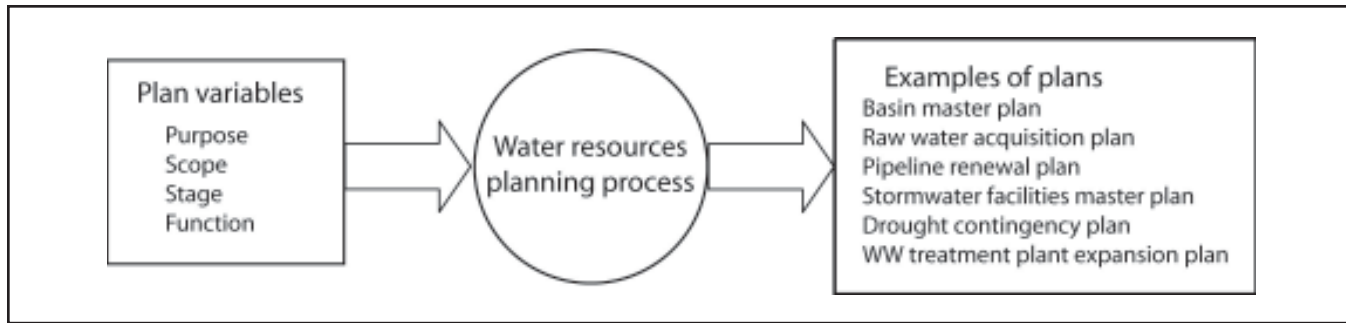 Plan variables
Purpose
Scope
Stage
Function
Water resources
planning process
Examples of plans
Basin master plan
Raw water acquisition plan
Pipeline renewal plan
Stormwater facilities master plan
Drought contingency plan
WW treatment plant expansion plan